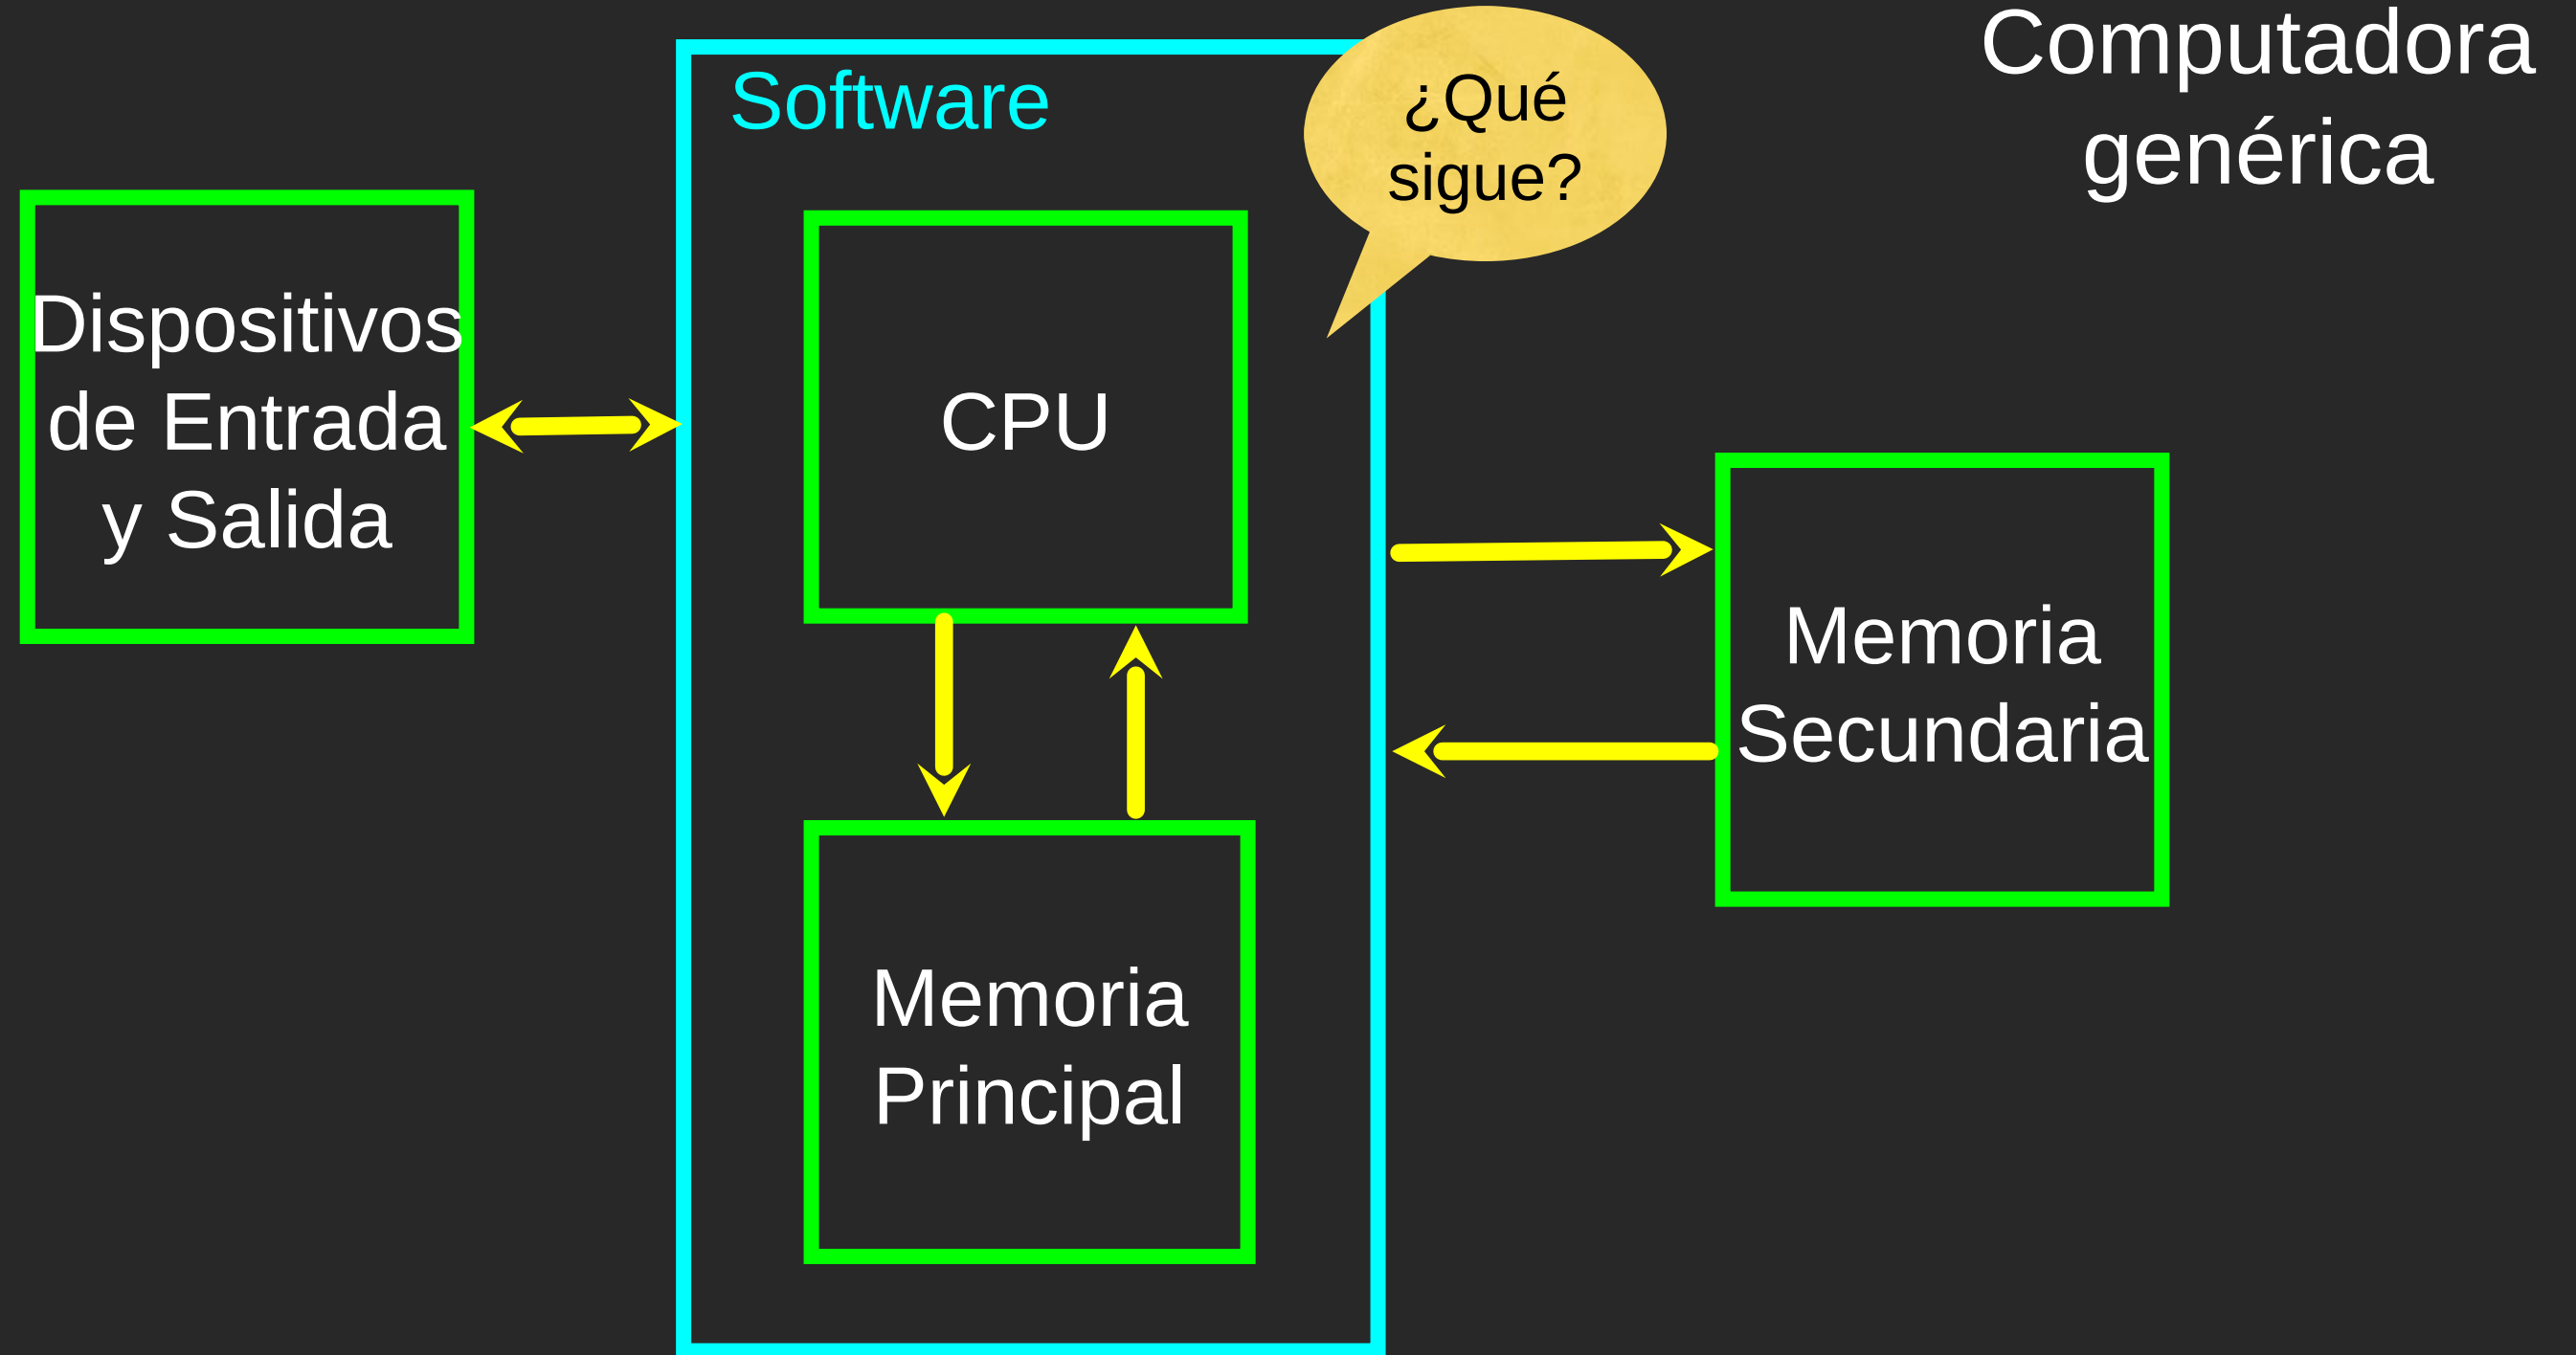 Computadora
genérica
Software
¿Qué
sigue?
Dispositivos
de Entrada
y Salida
CPU
Memoria
Secundaria
Memoria
Principal